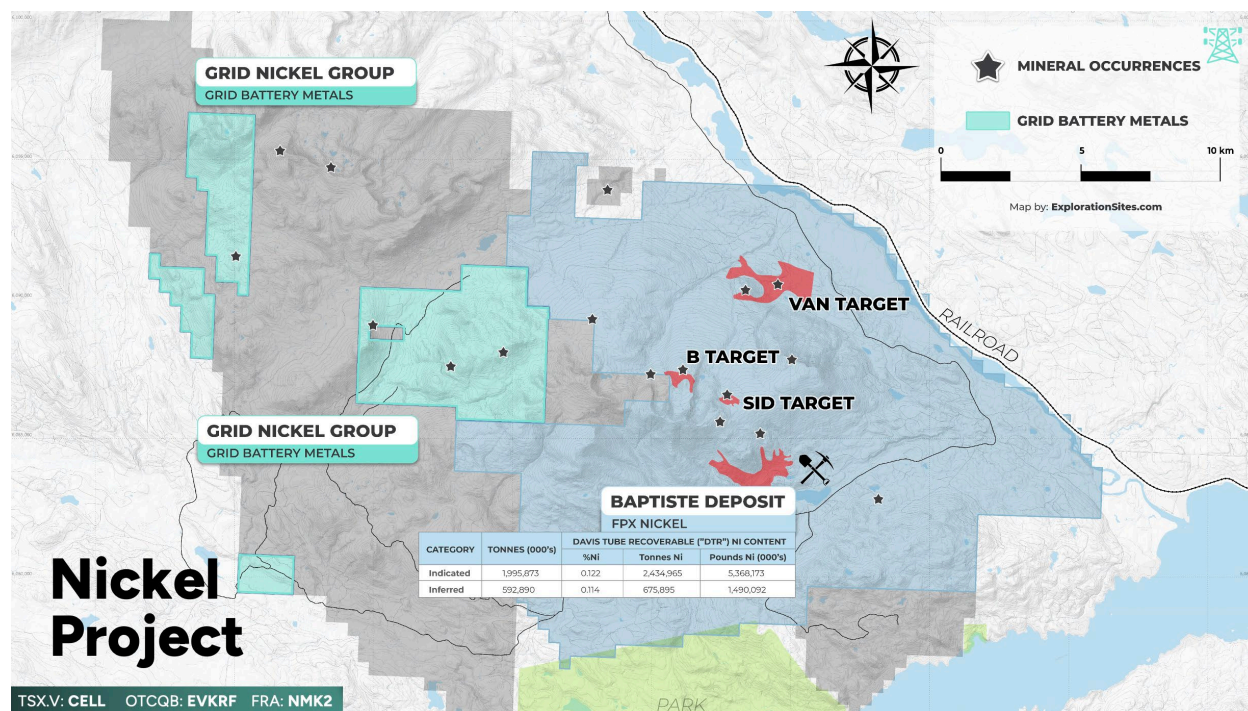 GRID NICKEL GROUP
GRID BATTERY METALS
MINERAL OCCURRENCES
GRID BATTERY METALS
0 5 10 km
Map by: ExplorationSites.com
VAN TARGET
RAILROAD
B TARGET
SID TARGET
GRID NICKEL GROUP
GRID BATTERY METALS
BAPTISTE DEPOSIT
FPX NICKEL
CATEGORY TONNES (000's) DAVIS TUBE RECOVERABLE ("DTR") NI CONTENT
%Ni Tonnes Ni Pounds Ni (000's)
Indicated 1,995,873 0.122 2,434,965 5,368,173
Inferred 592,890 0.114 675,895 1,490,092
Nickel
Project
PARK
TSX.V: CELL OTCQB: EVKRF FRA: NMK2